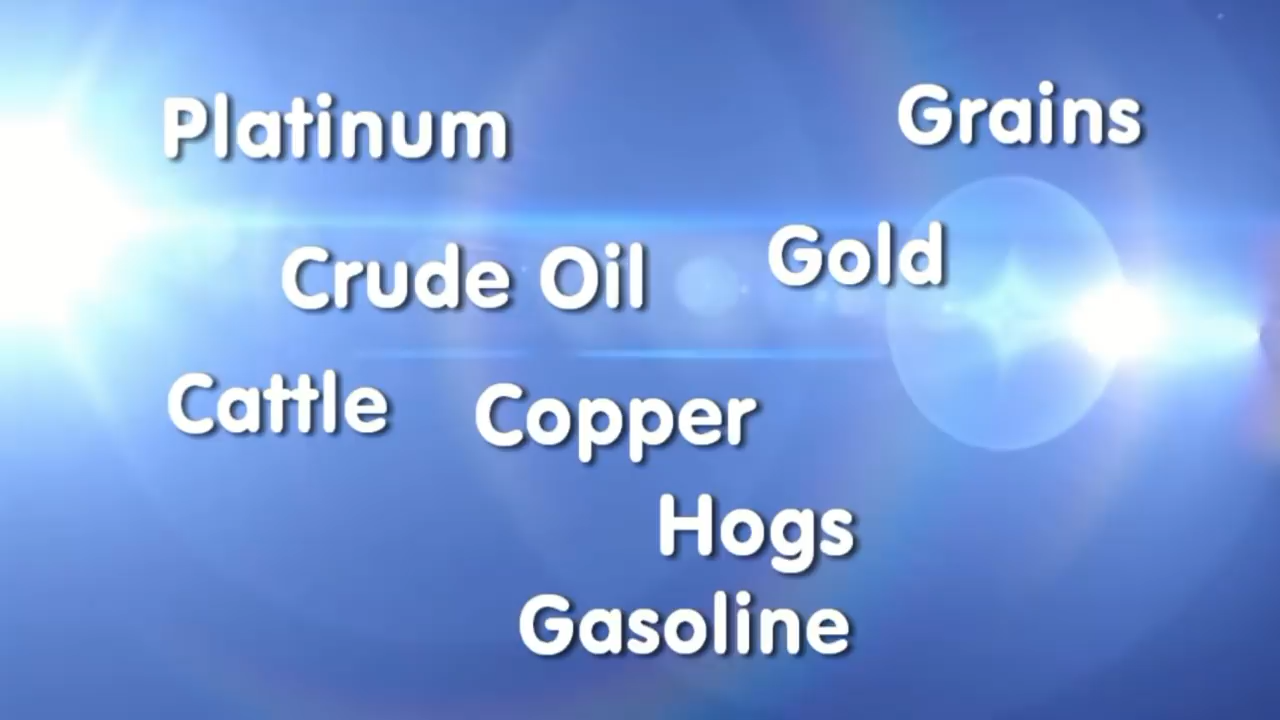 Platinum
Grains
Crude Oil
Gold
Cattle
Copper
Hogs
Gasoline